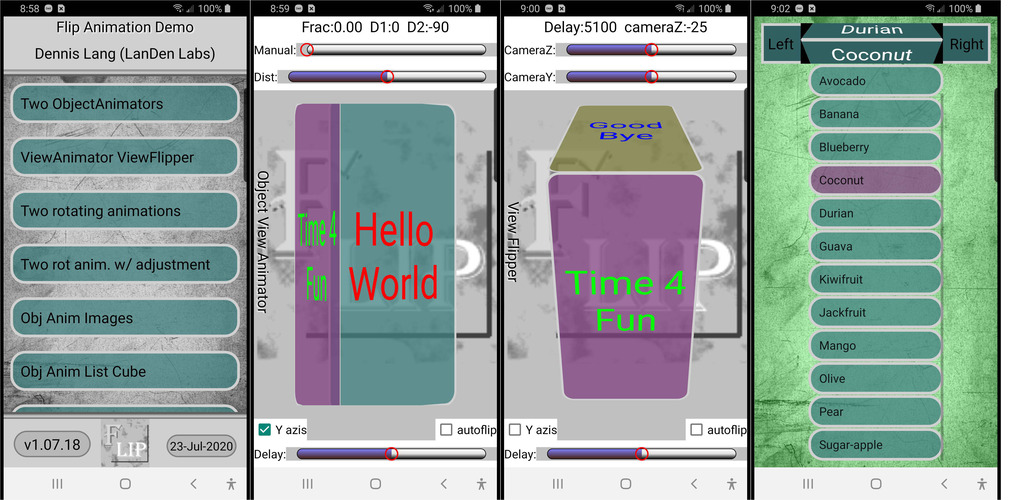 8:58
100%
Flip Animation Demo
Dennis Lang (LanDen Labs)
Two ObjectAnimators
ViewAnimator ViewFlipper
Two rotating animations
Two rot anim. w/ adjustment
Obj Anim Images
Obj Anim List Cube
v1.07.18
FLIP
23-Jul-2020
8:59
100%
Frac:0.00 D1:0 D2:-90
Manual:
Dist:
Object View Animator
Time 4
Fun
Hello
World
Y azis
autoflip
Delay:
9:00
100%
Delay:5100 cameraZ:-25
CameraZ:
CameraY:
View Flipper
Good
Bye
Time 4
Fun
Y azis
autoflip
Delay:
9:02
100%
Left
Durian
Coconut
Right
Avocado
Banana
Blueberry
Coconut
Durian
Guava
Kiwifruit
Jackfruit
Mango
Olive
Pear
Sugar-apple